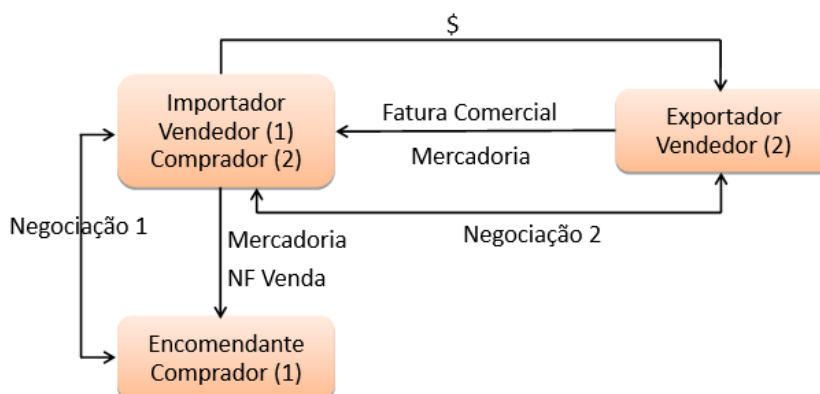 $
Importador
Vendedor (1)
Comprador (2)
Fatura Comercial
Mercadoria
Exportador
Vendedor (2)
Negociação 1
Mercadoria
NF Venda
Negociação 2
Encomendante
Comprador (1)